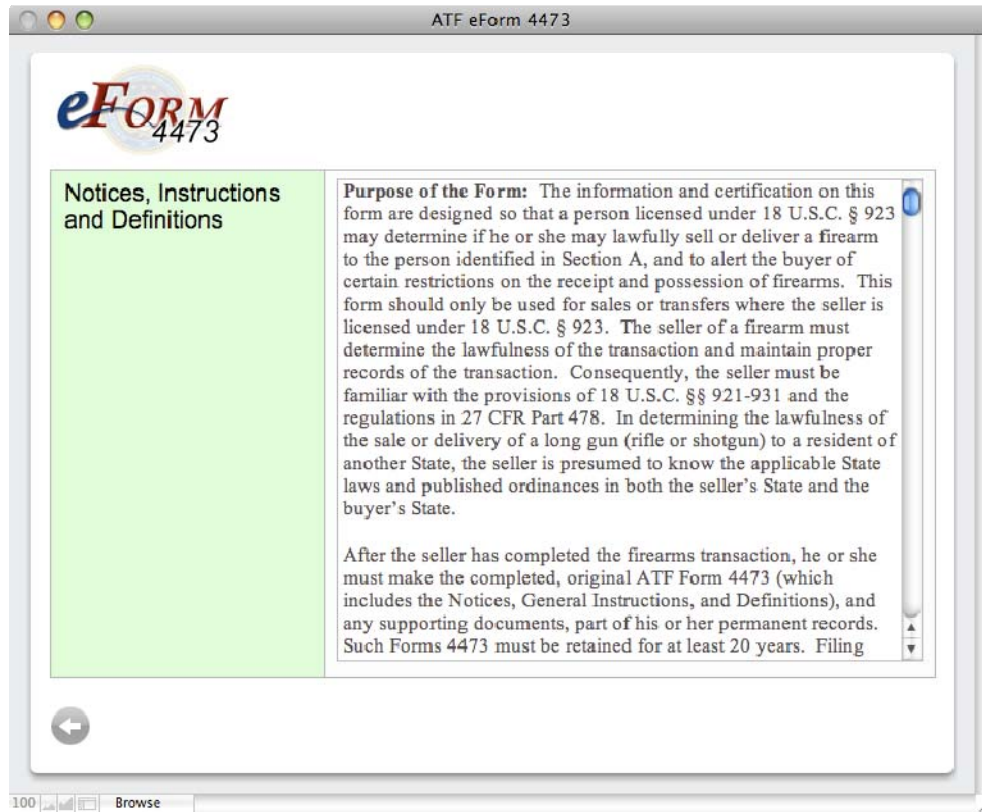 ATF eForm 4473
eFORM
4473
Notices, Instructions
and Definitions
Purpose of the Form:  The information and certification on this
form are designed so that a person licensed under 18 U.S.C. § 923
may determine if he or she may lawfully sell or deliver a firearm
to the person identified in Section A, and to alert the buyer of
certain restrictions on the receipt and possession of firearms.  This
form should only be used for sales or transfers where the seller is
licensed under 18 U.S.C. § 923.  The seller of a firearm must
determine the lawfulness of the transaction and maintain proper
records of the transaction.  Consequently, the seller must be
familiar with the provisions of 18 U.S.C. §§ 921-931 and the
regulations in 27 CFR Part 478.  In determining the lawfulness of
the sale or delivery of a long gun (rifle or shotgun) to a resident of
another State, the seller is presumed to know the applicable State
laws and published ordinances in both the seller's State and the
buyer's State.
After the seller has completed the firearms transaction, he or she
must make the completed, original ATF Form 4473 (which
includes the Notices, General Instructions, and Definitions), and
any supporting documents, part of his or her permanent records.
Such Forms 4473 must be retained for at least 20 years.  Filing
100 Browse